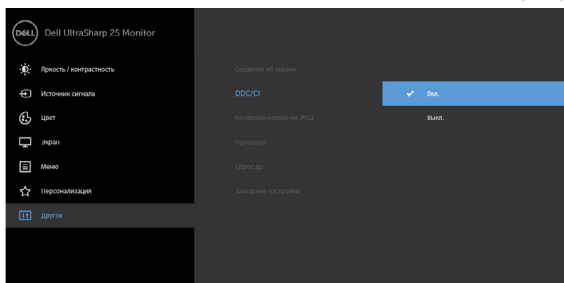 DELL
Dell UltraSharp 25 Monitor
Яркость / контрастность
Источник сигнала
Цвет
Экран
Меню
Персонализация
Другое
Сведения об экране
DDC/CI
Кондиционирование ЖКД
Прошивка
Сброс др.
Заводские настройки
Вкл.
Выкл.